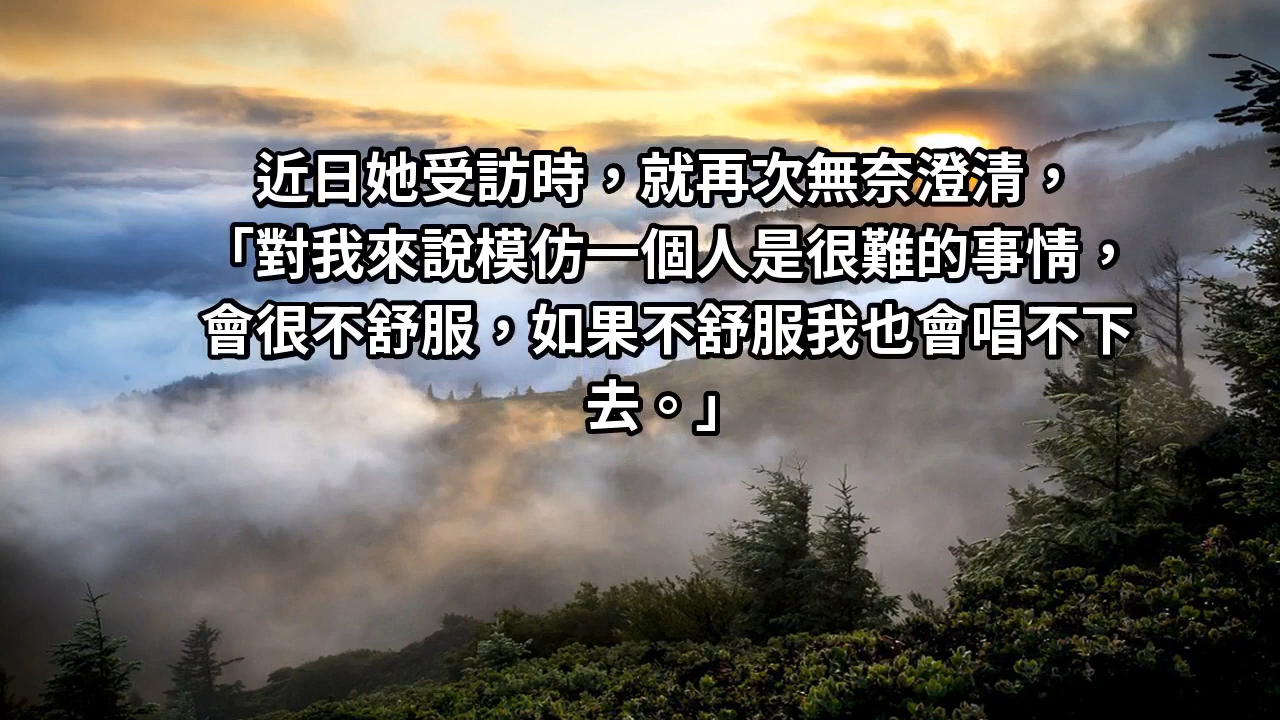 近日她受訪時，就再次無奈澄清，
「對我來說模仿一個人是很難的事情，
會很不舒服，如果不舒服我也會唱不下
去。」